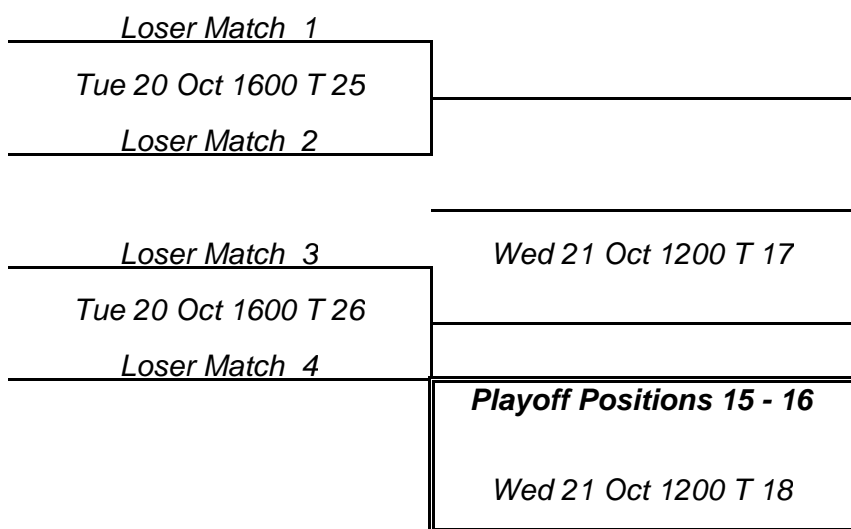 Loser Match 1
Tue 20 Oct 1600 T 25
Loser Match 2
Loser Match 3
Wed 21 Oct 1200 T 17
Tue 20 Oct 1600 T 26
Loser Match 4
Playoff Positions 15 - 16
Wed 21 Oct 1200 T 18